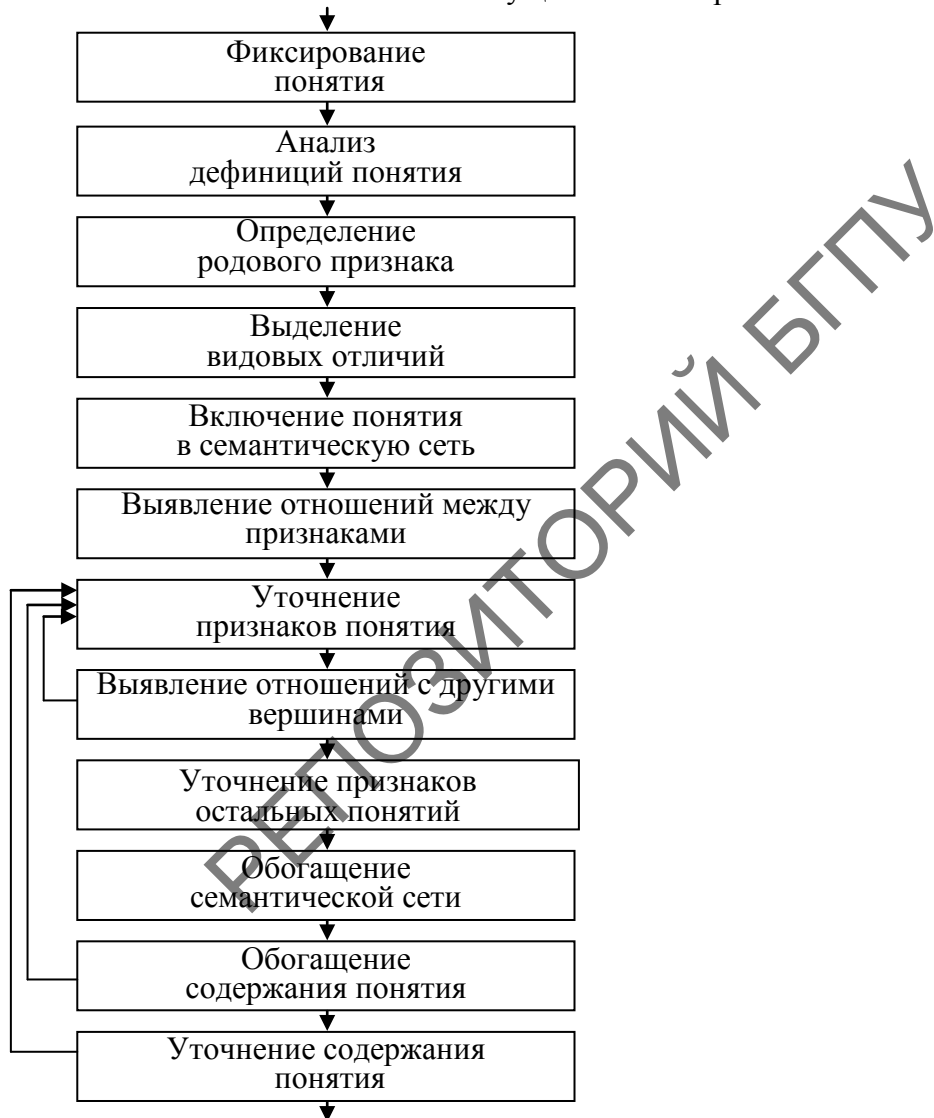 Фиксирование
понятия
Анализ
дефиниций понятия
Определение
родового признака
Выделение
видовых отличий
Включение понятия
в семантическую сеть
Выявление отношений между
признаками
Уточнение
признаков понятия
Выявление отношений с другими
вершинами
Уточнение признаков
остальных понятий
Обогащение
семантической сети
Обогащение
содержания понятия
Уточнение содержания
понятия
РЕПОЗИТОРИЙ БГПУ